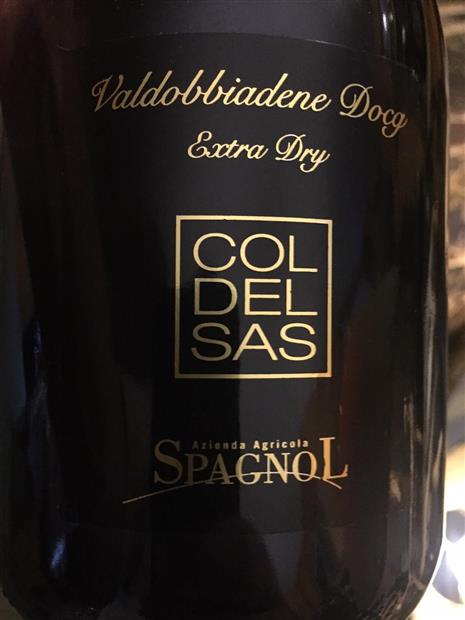 Valdobbiadene Docg
Extra Dry
COL
DEL
SAS
Azienda Agricola
SPAGNOL